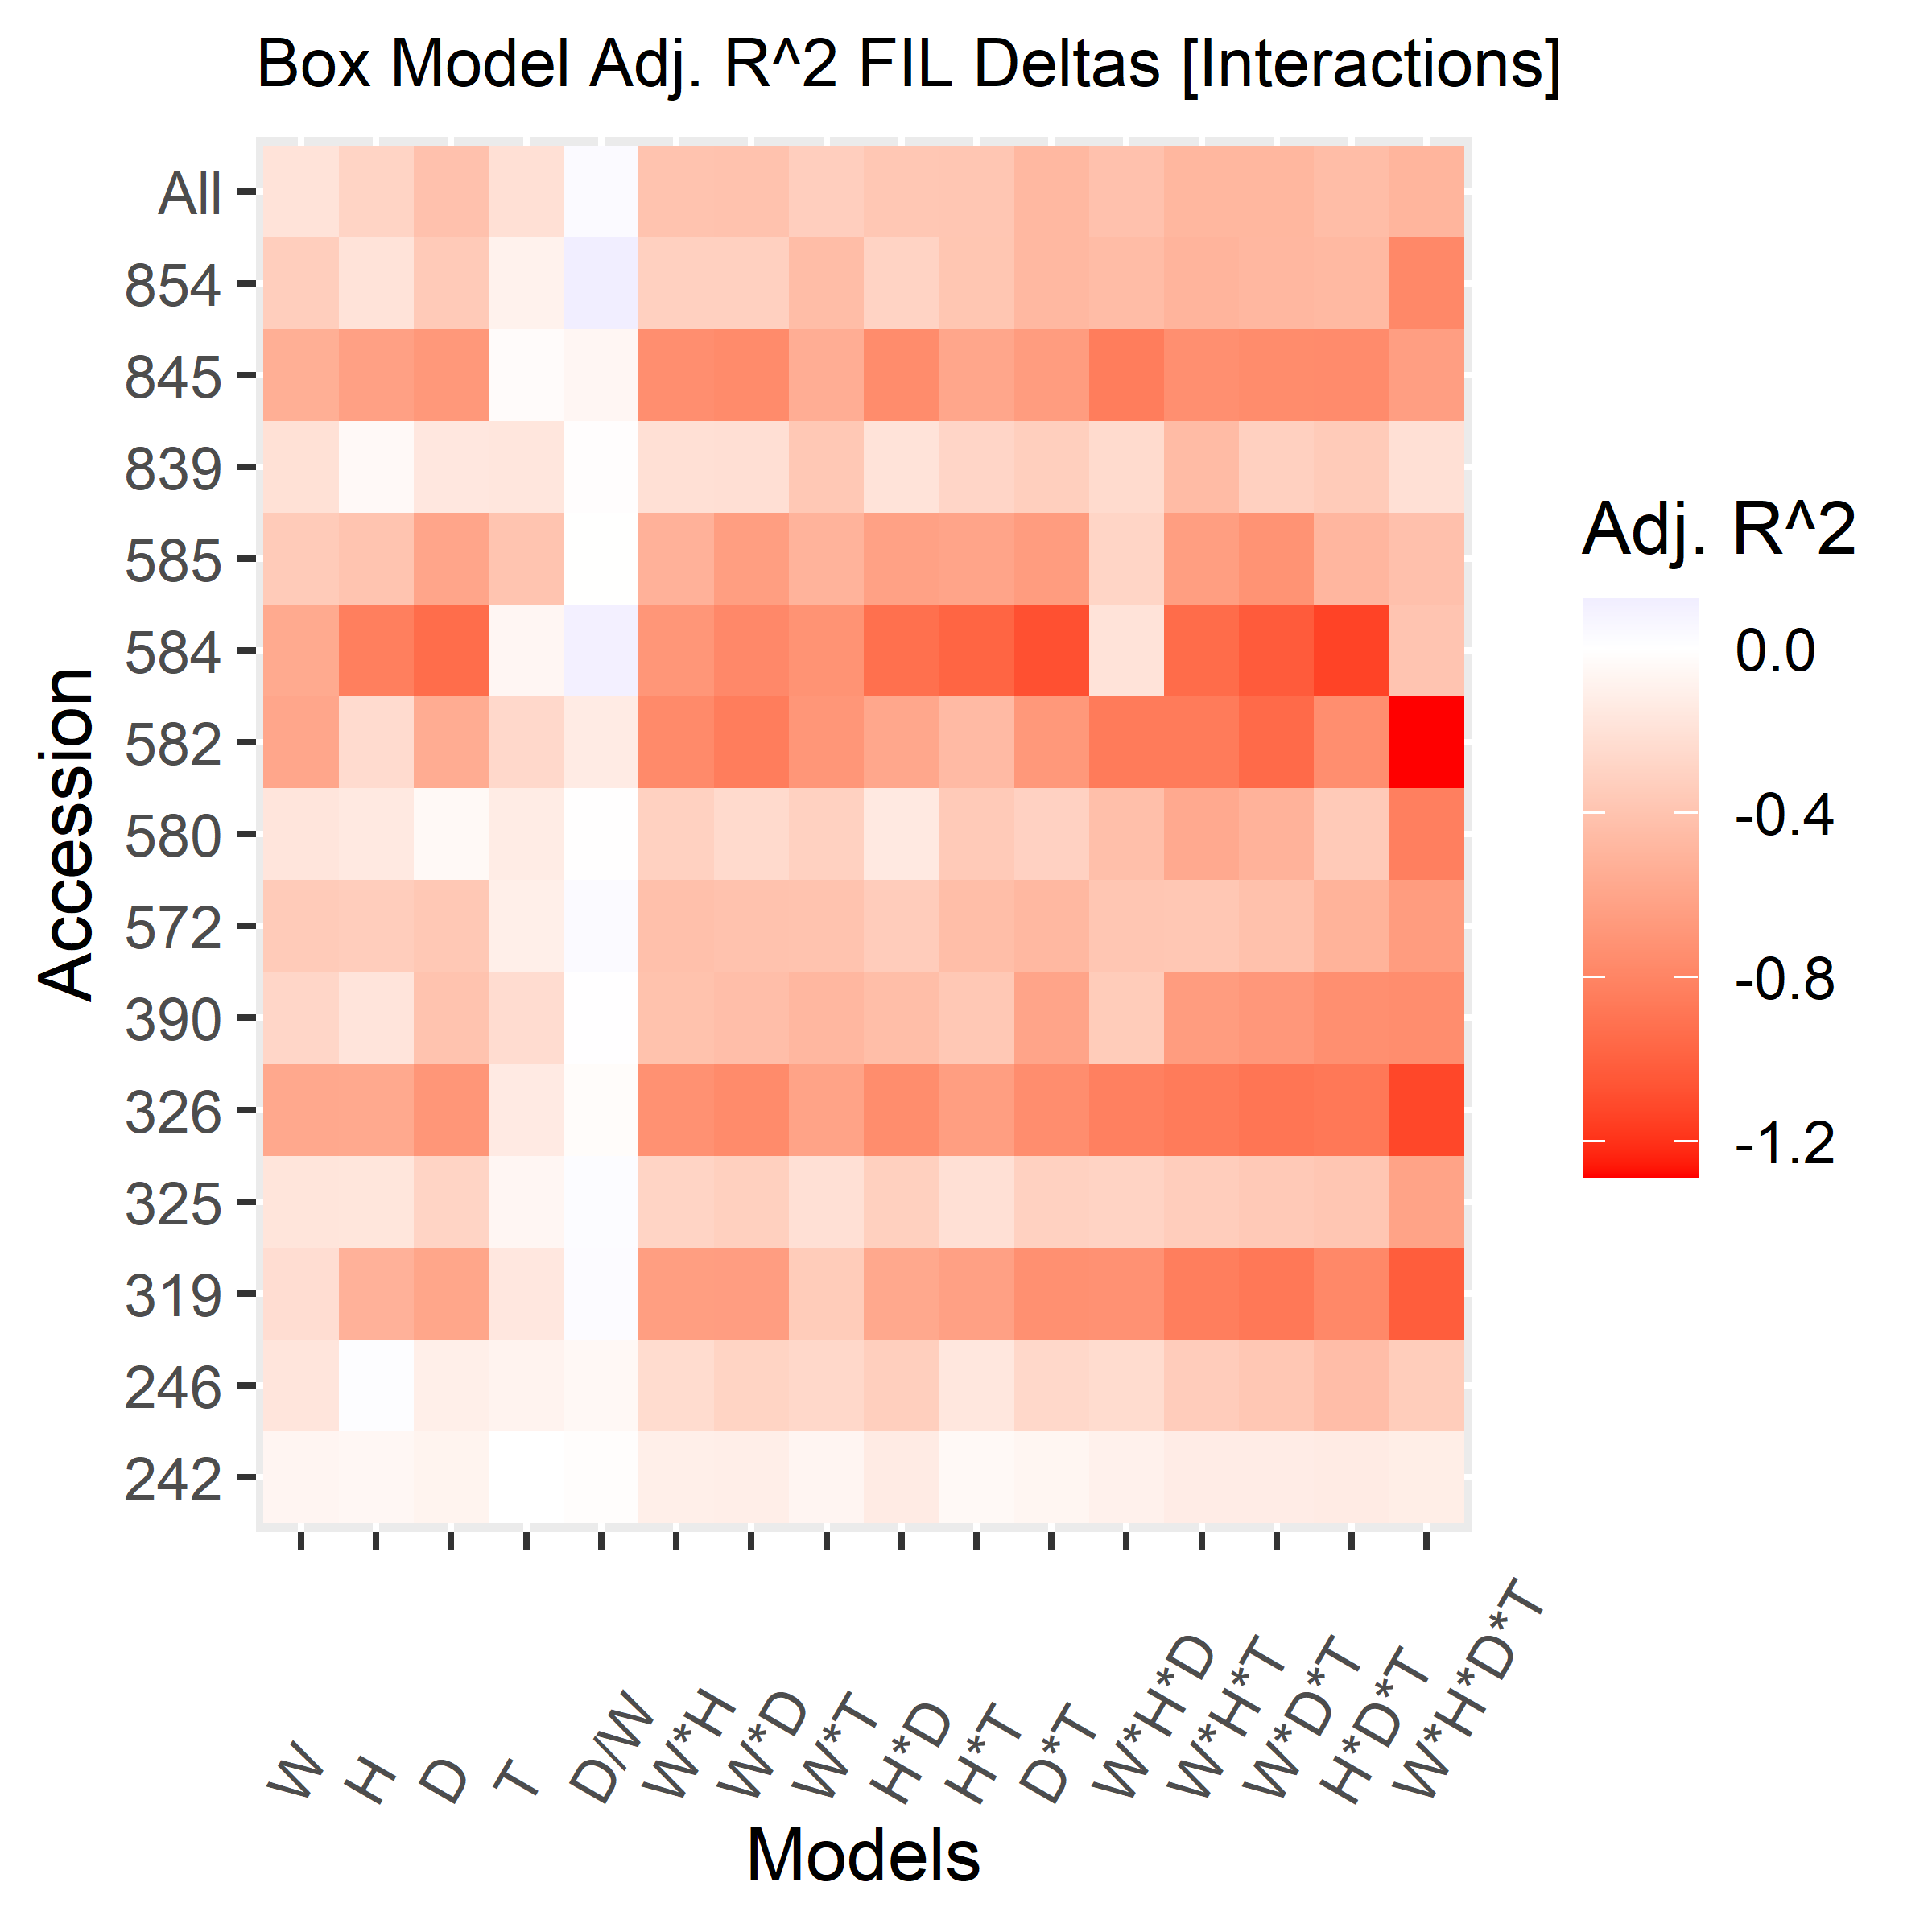 Box Model Adj. R^2 FIL Deltas [Interactions]
Accession
All
854
845
839
585
584
582
580
572
390
326
325
319
246
242
W
H
D
T
D/W
W*H
W*D
W*T
H*D
H*T
D*T
W*H*D
W*H*T
W*D*T
H*D*T
W*H*D*T
Models
Adj. R^2
0.0
-0.4
-0.8
-1.2